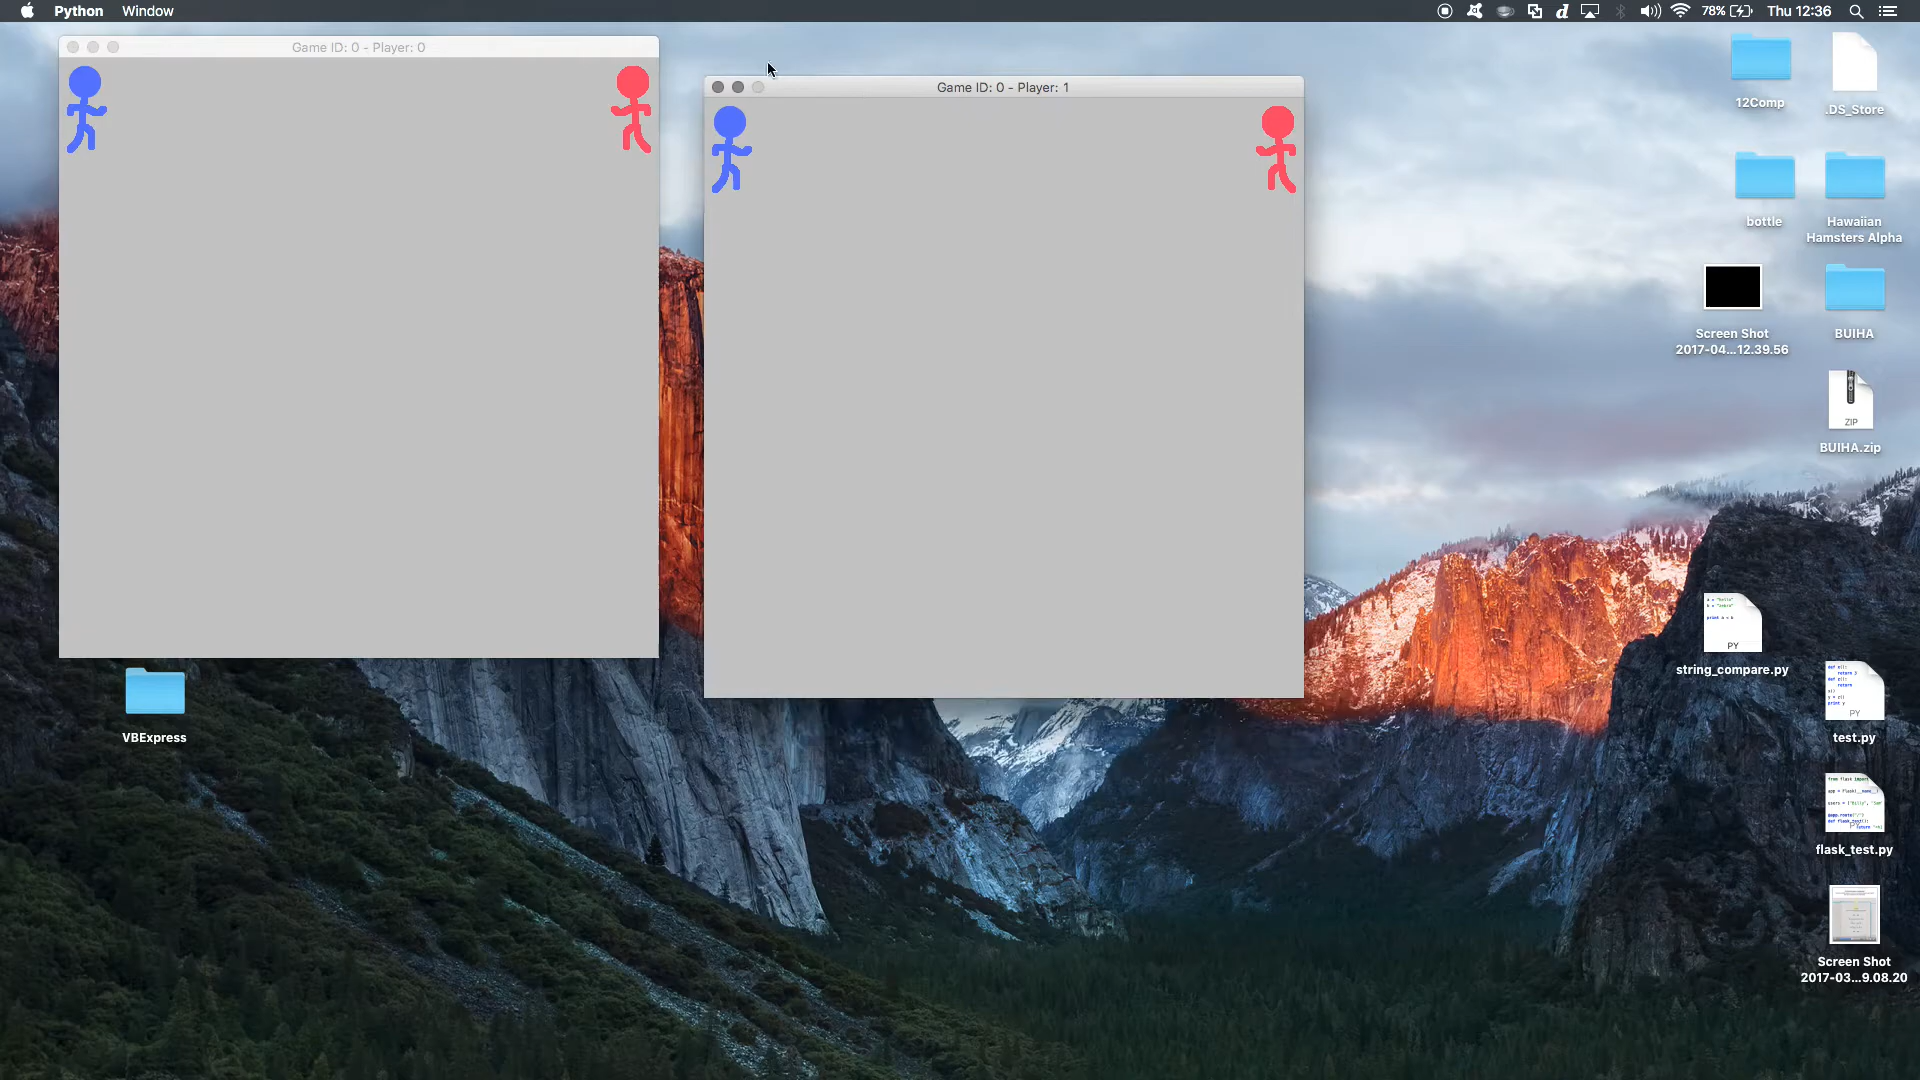 Python Window
78% Thu 12:36
Game ID: 0 - Player: 0
Game ID: 0 - Player: 1
12Comp
.DS_Store
bottle
Hawaiian
Hamsters Alpha
Screen Shot
2017-04...12.39.56
BUIHA
ZIP
BUIHA.zip
PY
string_compare.py
PY
test.py
flask_test.py
VBExpress
Screen Shot
2017-03...9.08.20